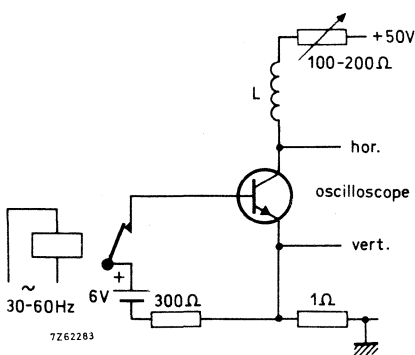 +50V
100-200Ω
L
hor.
oscilloscope
vert.
+
6V
300Ω
1Ω
~
30-60Hz
7Z62283